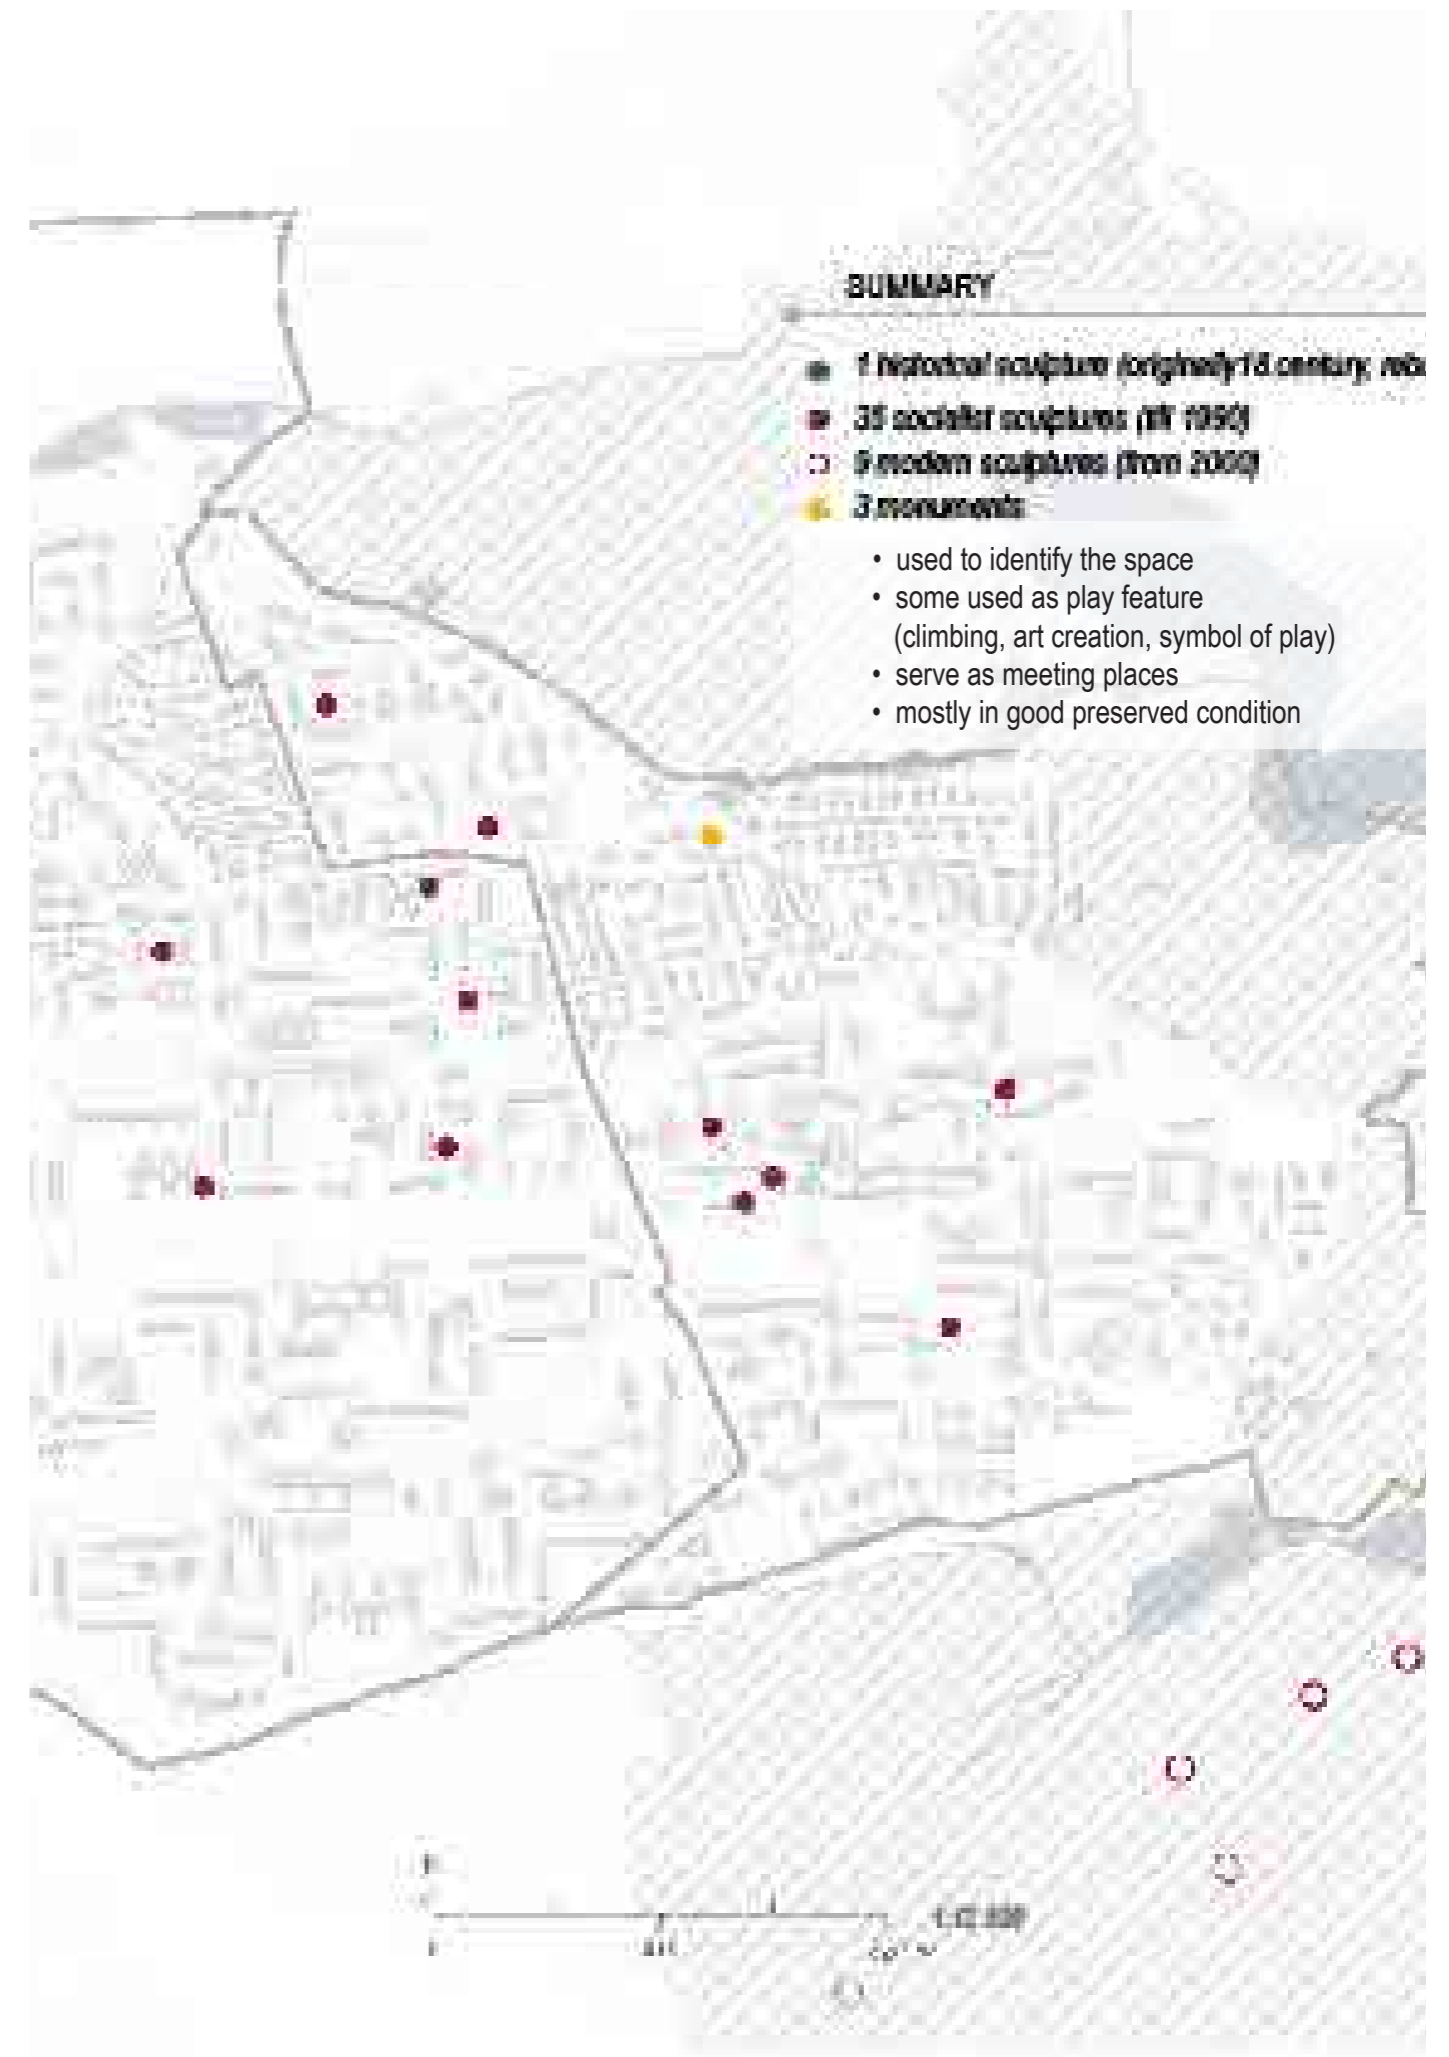 SUMMARY
1 historical sculpture (originally 18.century,
35 socialist sculptures (till 1990)
9 modern sculptures (from 2000)
3 monuments
• used to identify the space
• some used as play feature
(climbing, art creation, symbol of play)
• serve as meeting places
• mostly in good preserved condition